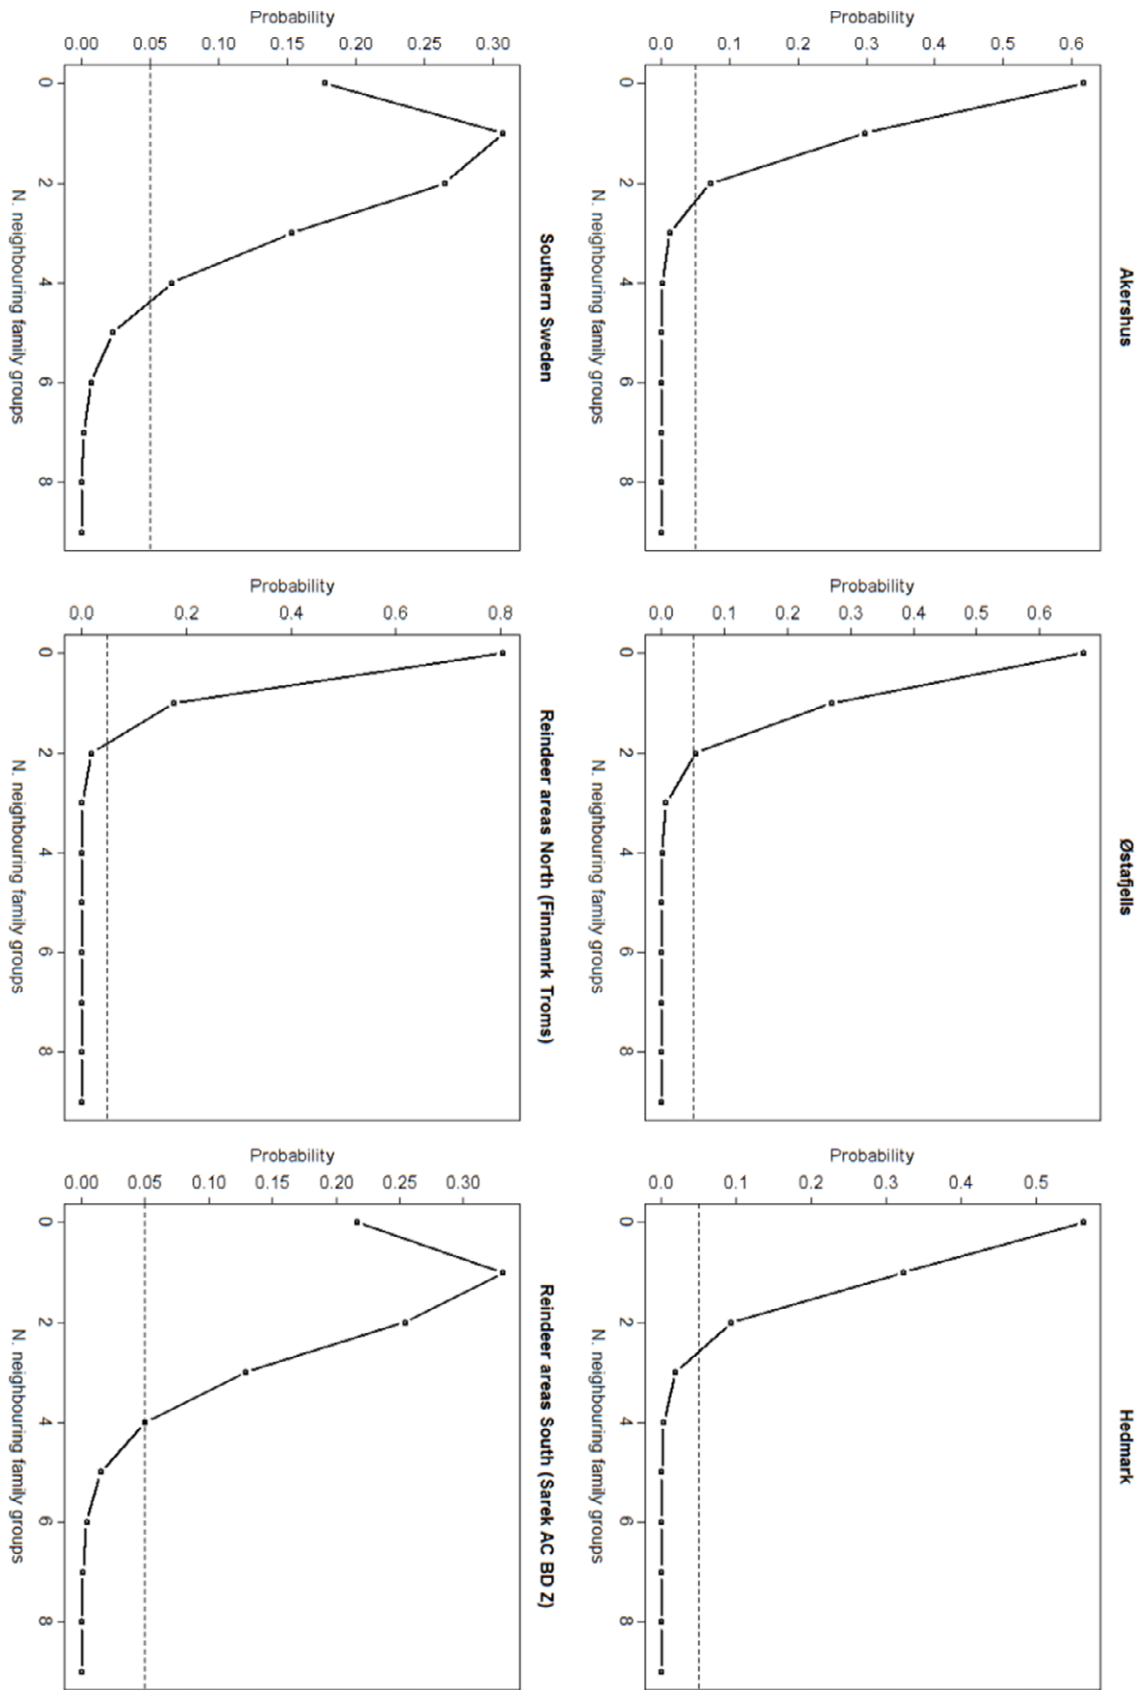 Akershus
Probability
0.0 0.1 0.2 0.3 0.4 0.5 0.6
0 2 4 6 8
N. neighbouring family groups
Østafjells
Probability
0.0 0.1 0.2 0.3 0.4 0.5 0.6
0 2 4 6 8
N. neighbouring family groups
Hedmark
Probability
0.0 0.1 0.2 0.3 0.4 0.5
0 2 4 6 8
N. neighbouring family groups
Southern Sweden
Probability
0.00 0.05 0.10 0.15 0.20 0.25 0.30
0 2 4 6 8
N. neighbouring family groups
Reindeer areas North (Finnamrk Troms)
Probability
0.0 0.2 0.4 0.6 0.8
0 2 4 6 8
N. neighbouring family groups
Reindeer areas South (Sarek AC BD Z)
Probability
0.00 0.05 0.10 0.15 0.20 0.25 0.30
0 2 4 6 8
N. neighbouring family groups